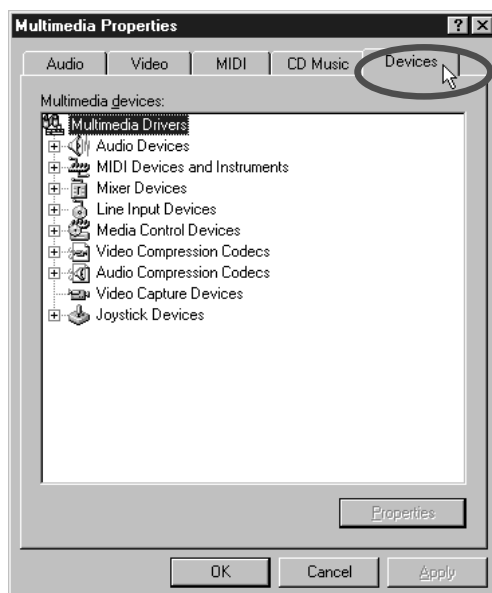 Multimedia Properties
Audio Video MIDI CD Music Devices
Multimedia devices:
Multimedia Drivers
Audio Devices
MIDI Devices and Instruments
Mixer Devices
Line Input Devices
Media Control Devices
Video Compression Codecs
Audio Compression Codecs
Video Capture Devices
Joystick Devices
Properties
OK Cancel Apply